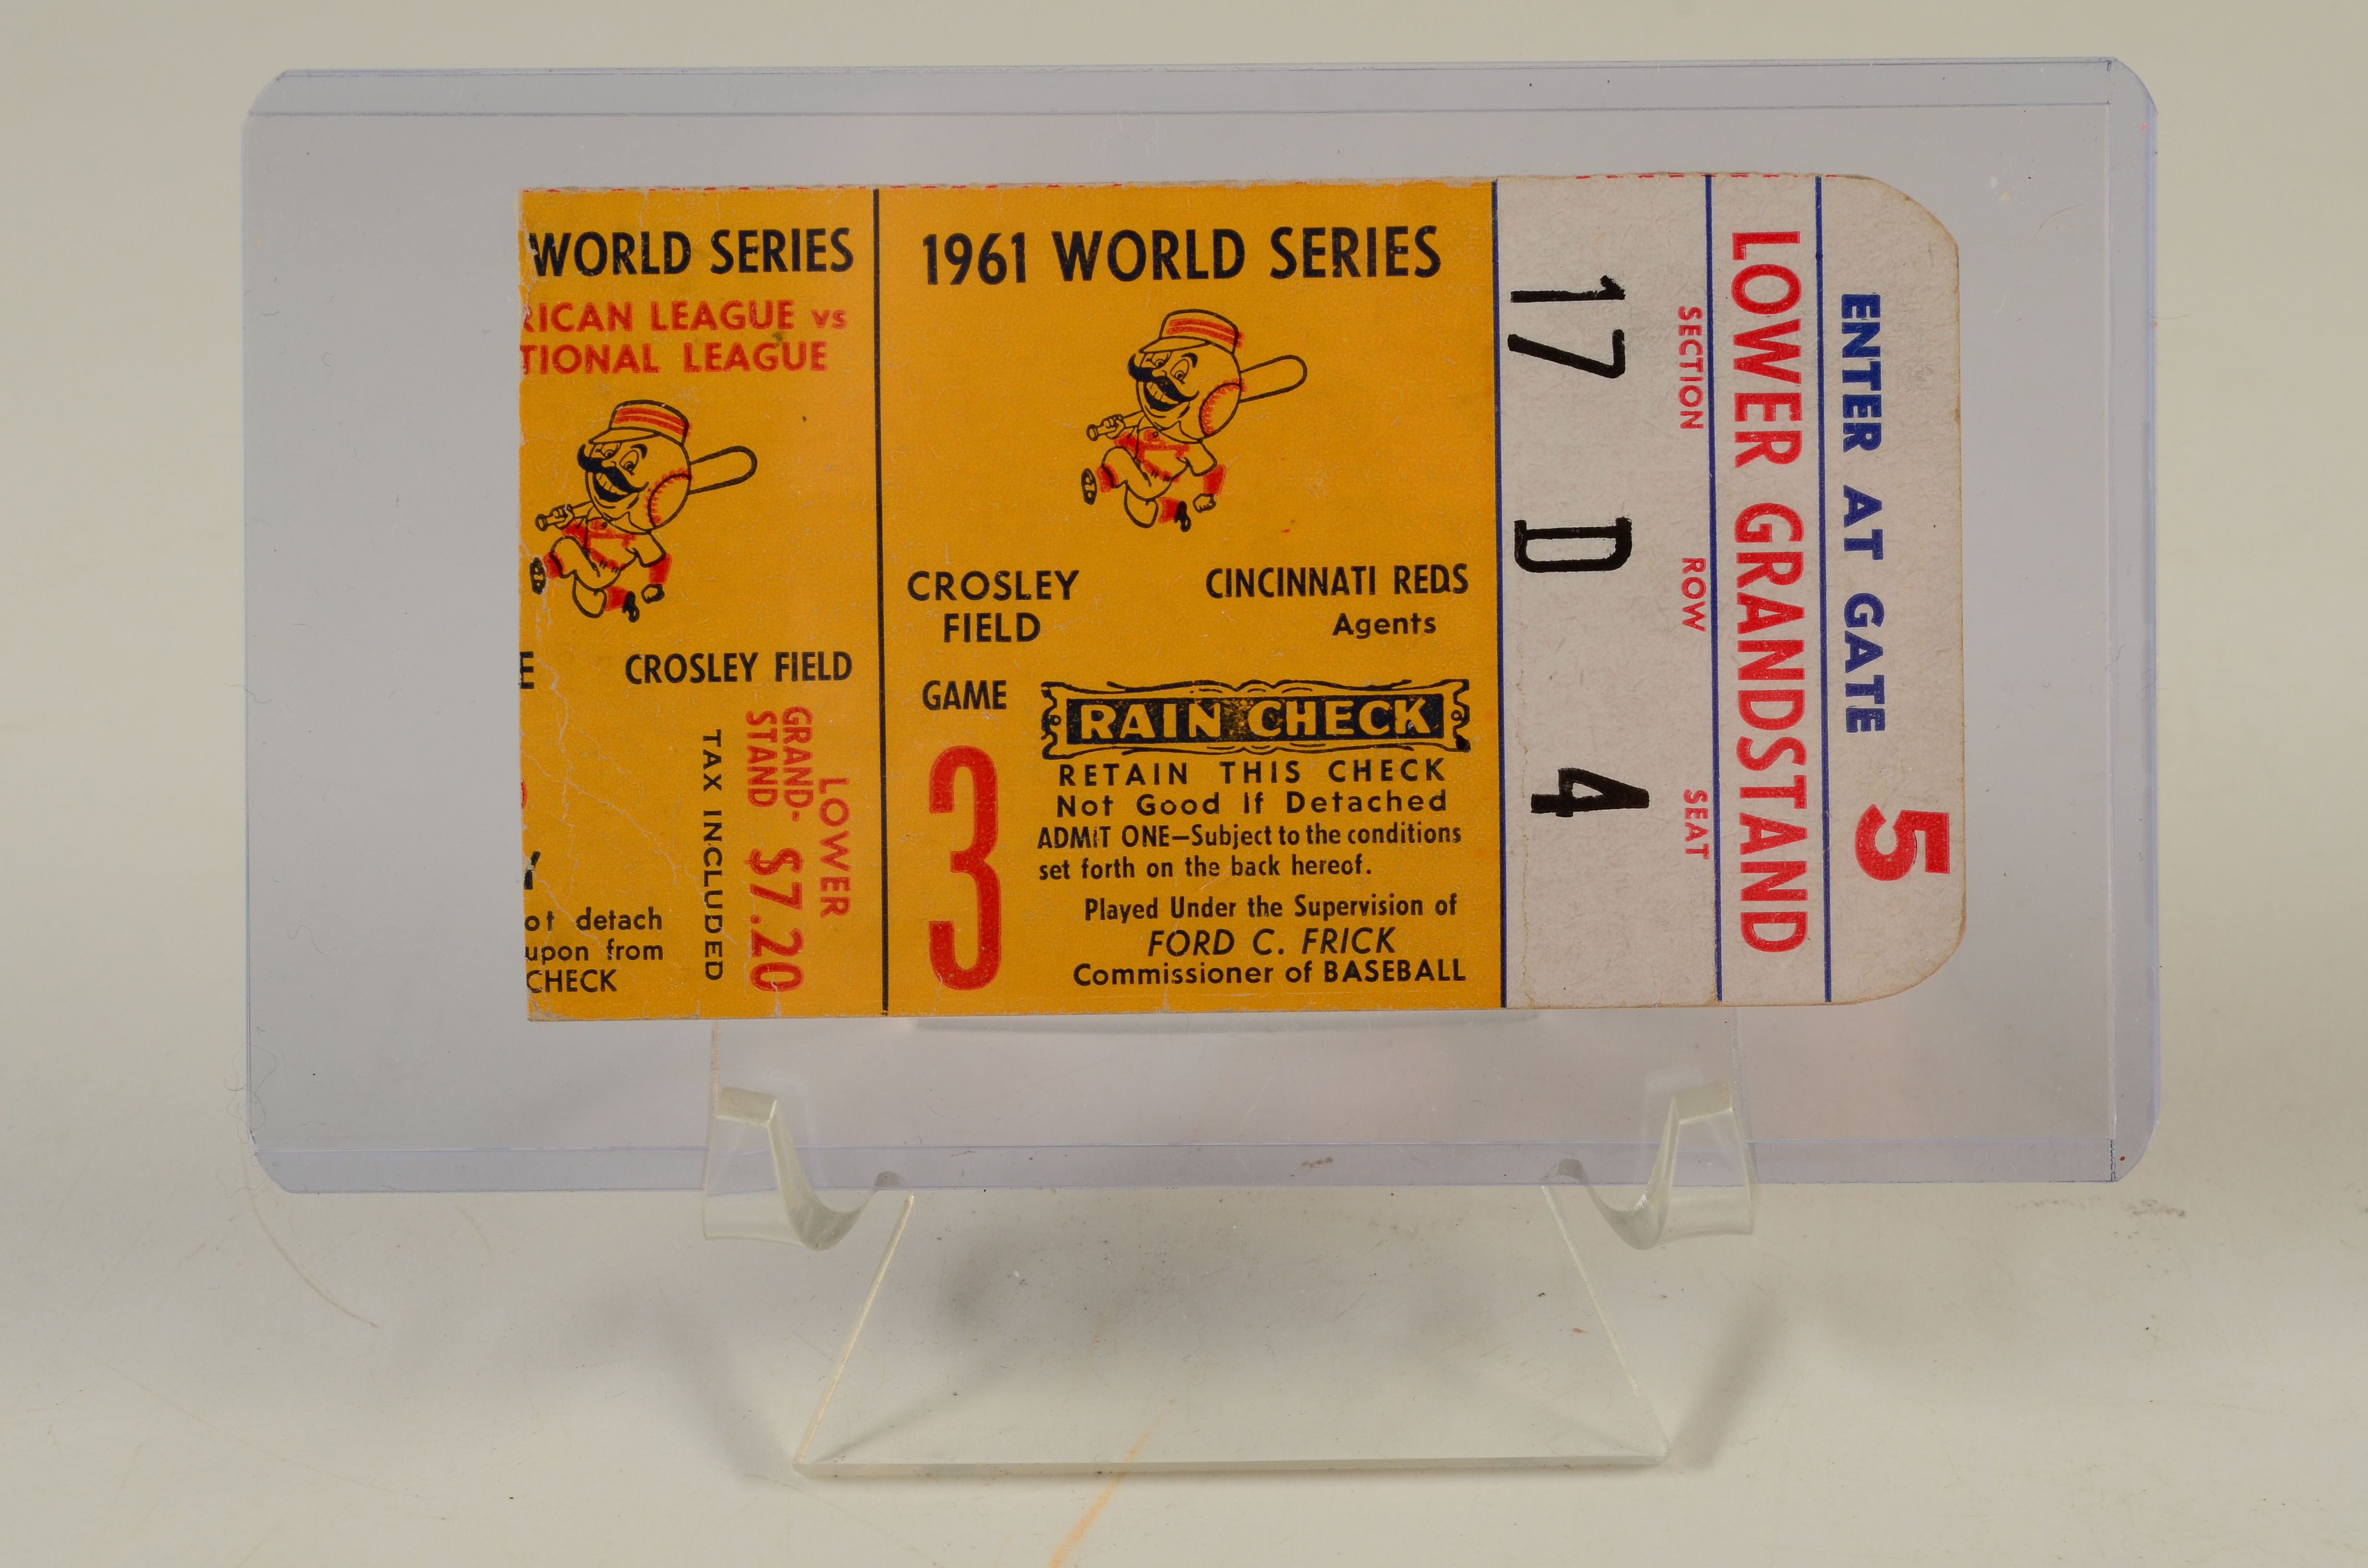 WORLD SERIES
RICAN LEAGUE vs
TIONAL LEAGUE
E CROSLEY FIELD
LOWER
GRAND-
STAND $7.20
TAX INCLUDED
Y
ot detach
upon from
CHECK
1961 WORLD SERIES
CROSLEY
FIELD
CINCINNATI REDS
Agents
GAME
3
RAIN CHECK
RETAIN THIS CHECK
Not Good If Detached
ADMIT ONE—Subject to the conditions
set forth on the back hereof.
Played Under the Supervision of
FORD C. FRICK
Commissioner of BASEBALL
ENTER AT GATE 5
LOWER GRANDSTAND
SECTION ROW SEAT
17 D 4